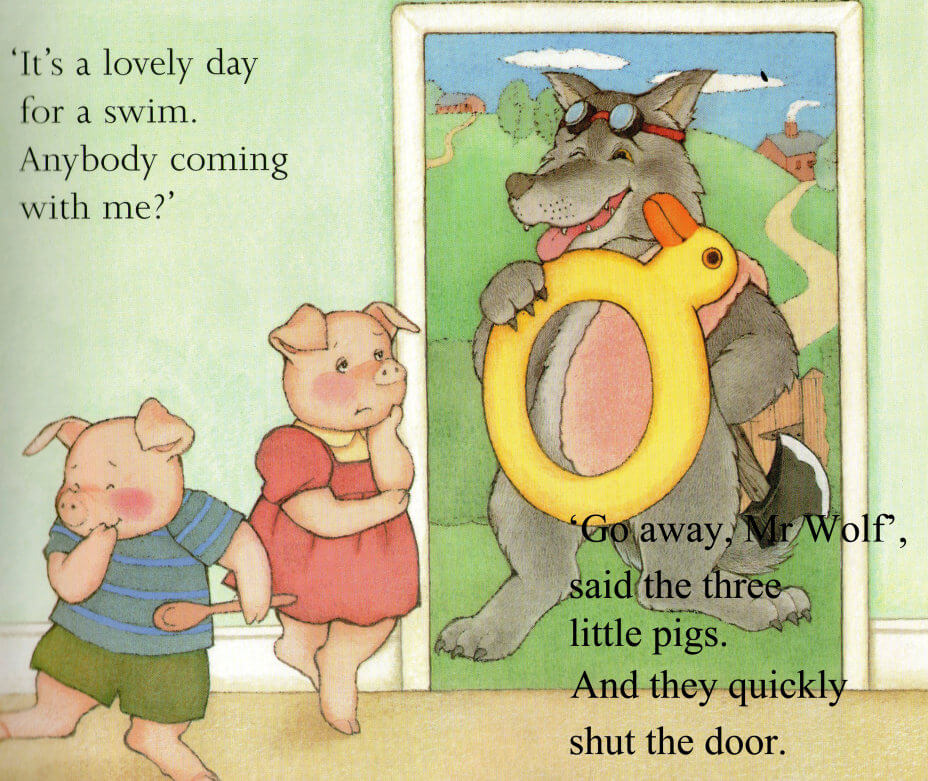 ‘It’s a lovely day
for a swim.
Anybody coming
with me?’
‘Go away, Mr Wolf’,
said the three
little pigs.
And they quickly
shut the door.